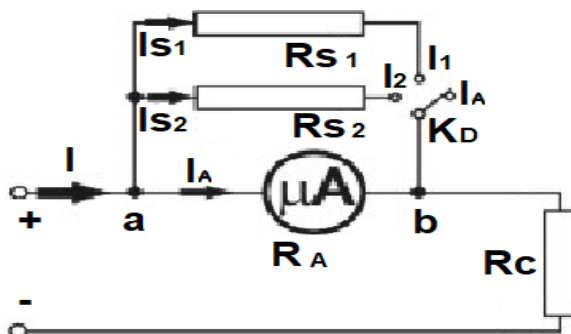 Is1 Rs1 I1
Is2 Rs2 I2 IA
KD
I IA µA
+ a b
RA Rc
-